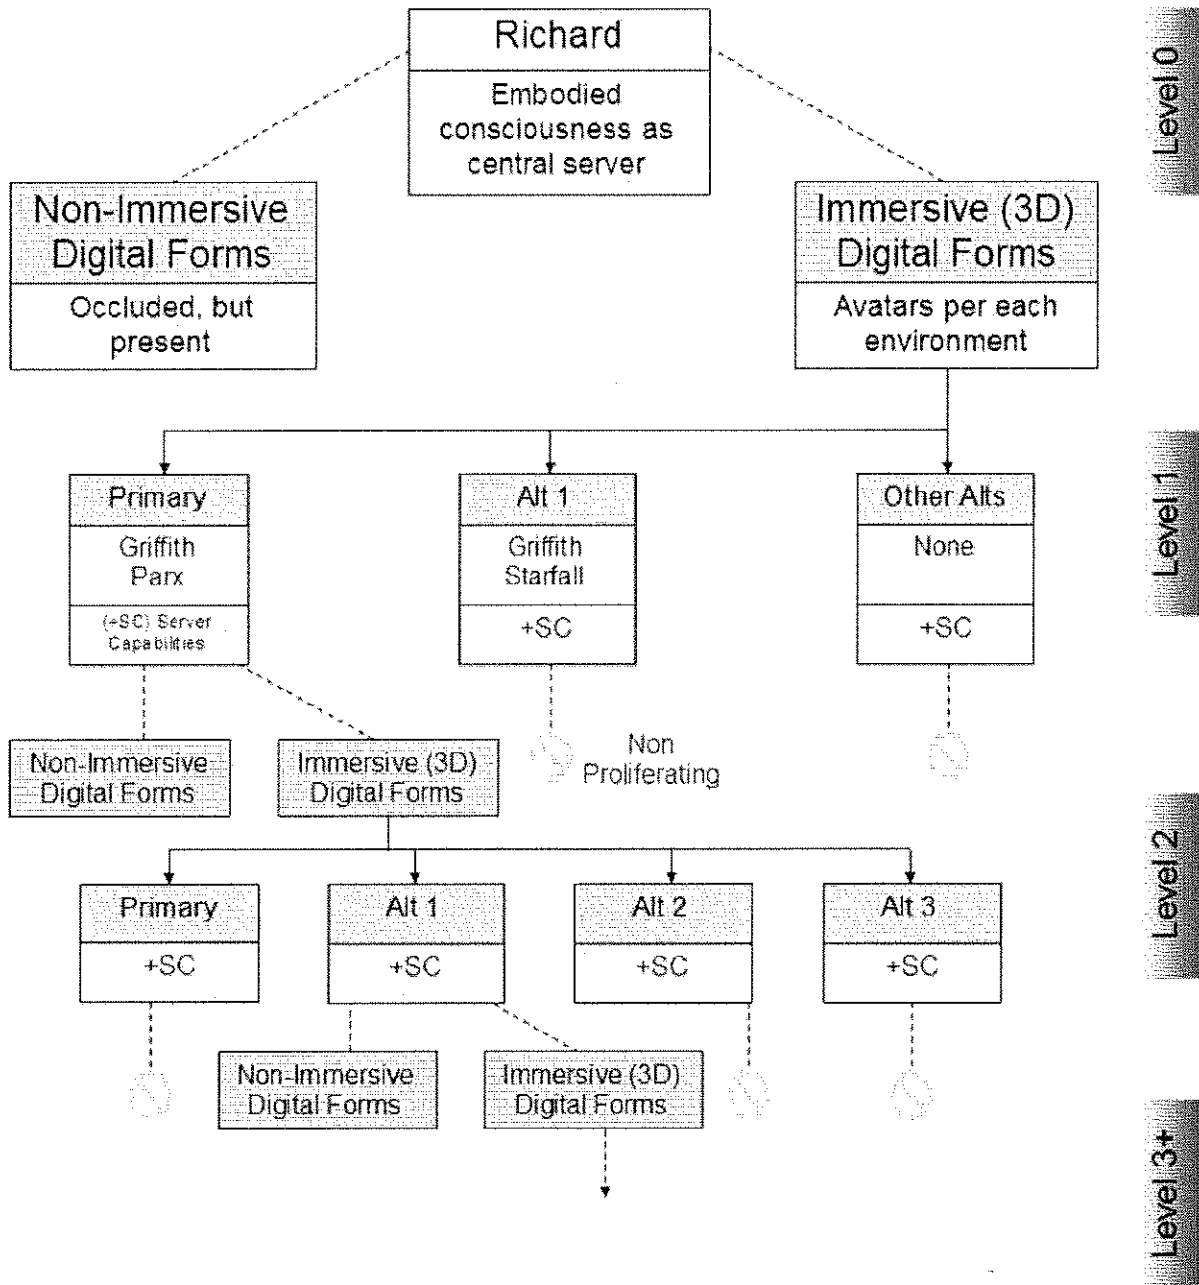 Richard
Embodied
consciousness as
central server
Level 0
Non-Immersive
Digital Forms
Occluded, but
present
Immersive (3D)
Digital Forms
Avatars per each
environment
Level 1
Primary
Griffith
Parx
(+SC) Server
Capabilities
Alt 1
Griffith
Starfall
+SC
Other Alts
None
+SC
Non-Immersive
Digital Forms
Immersive (3D)
Digital Forms
Non
Proliferating
Level 2
Primary
+SC
Alt 1
+SC
Alt 2
+SC
Alt 3
+SC
Non-Immersive
Digital Forms
Immersive (3D)
Digital Forms
Level 3+